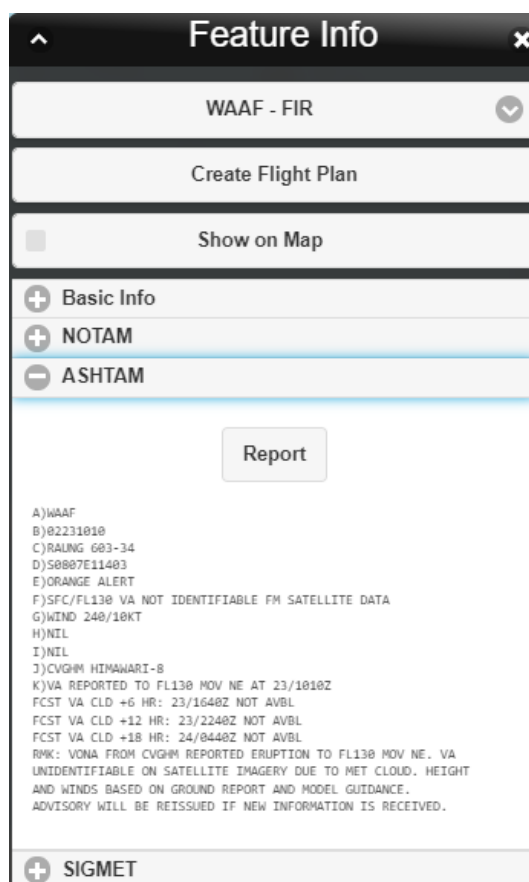 Feature Info
WAAF - FIR
Create Flight Plan
Show on Map
Basic Info
NOTAM
ASHTAM
Report
A)WAAF
B)02231010
C)RAUNG 603-34
D)S0807E11403
E)ORANGE ALERT
F)SFC/FL130 VA NOT IDENTIFIABLE FM SATELLITE DATA
G)WIND 240/10KT
H)NIL
I)NIL
J)CVGHM HIMAWARI-8
K)VA REPORTED TO FL130 MOV NE AT 23/1010Z
FCST VA CLD +6 HR: 23/1640Z NOT AVBL
FCST VA CLD +12 HR: 23/2240Z NOT AVBL
FCST VA CLD +18 HR: 24/0440Z NOT AVBL
RMK: VONA FROM CVGHM REPORTED ERUPTION TO FL130 MOV NE. VA
UNIDENTIFIABLE ON SATELLITE IMAGERY DUE TO MET CLOUD. HEIGHT
AND WINDS BASED ON GROUND REPORT AND MODEL GUIDANCE.
ADVISORY WILL BE REISSUED IF NEW INFORMATION IS RECEIVED.
SIGMET